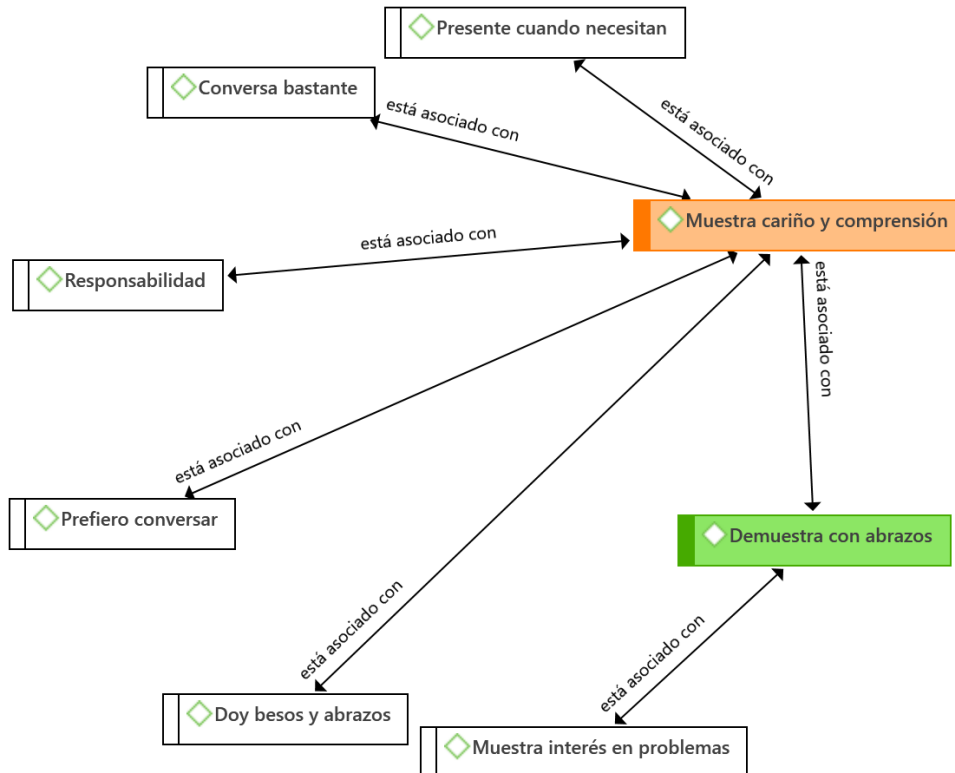 Presente cuando necesitan
Conversa bastante
está asociado con
está asociado con
Muestra cariño y comprensión
está asociado con
Responsabilidad
está asociado con
está asociado con
Prefiero conversar
Demuestra con abrazos
está asociado con
está asociado con
Doy besos y abrazos
Muestra interés en problemas